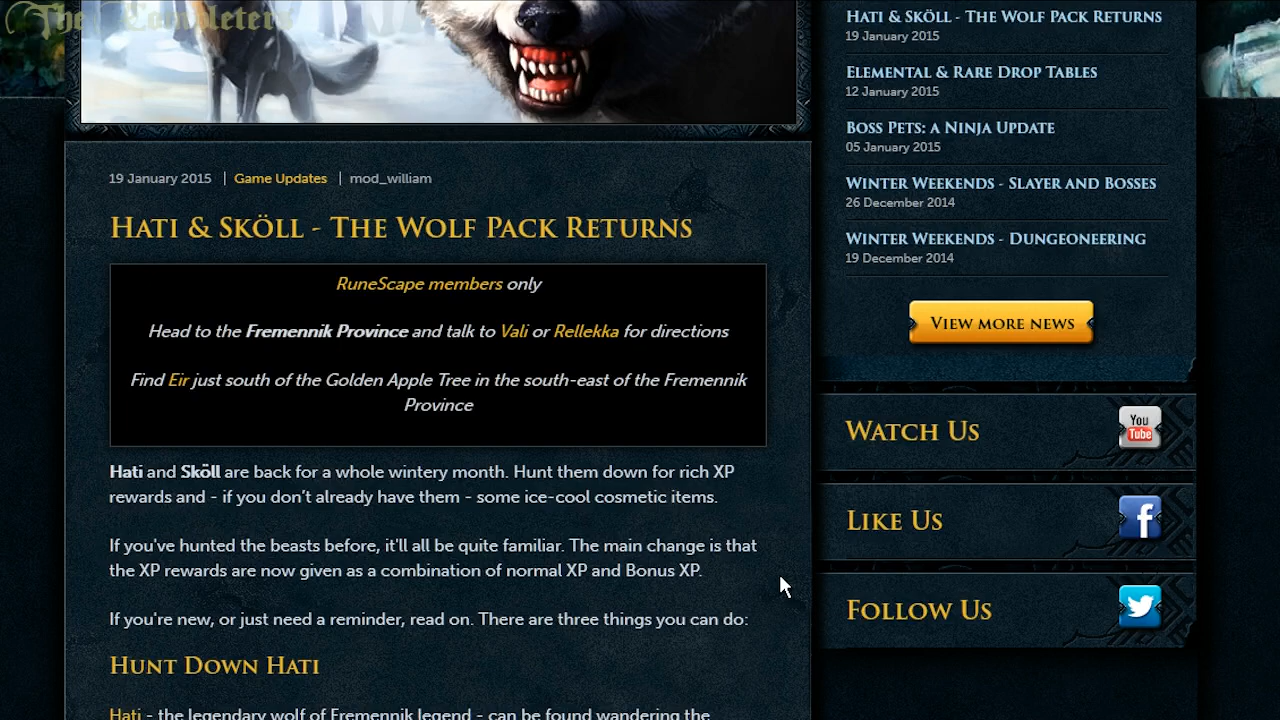 The Completers
19 January 2015 | Game Updates | mod_william
Hati & Sköll - The Wolf Pack Returns
RuneScape members only
Head to the Fremennik Province and talk to Vali or Rellekka for directions
Find Eir just south of the Golden Apple Tree in the south-east of the Fremennik
Province
Hati and Sköll are back for a whole wintery month. Hunt them down for rich XP
rewards and - if you don't already have them - some ice-cool cosmetic items.
If you've hunted the beasts before, it'll all be quite familiar. The main change is that
the XP rewards are now given as a combination of normal XP and Bonus XP.
If you're new, or just need a reminder, read on. There are three things you can do:
Hunt Down Hati
Hati - the legendary wolf of Fremennik legend - can be found wandering the
Hati & Sköll - The Wolf Pack Returns
19 January 2015
Elemental & Rare Drop Tables
12 January 2015
Boss Pets: a Ninja Update
05 January 2015
Winter Weekends - Slayer and Bosses
26 December 2014
Winter Weekends - Dungeoneering
19 December 2014
View more news
Watch Us
You
Tube
Like Us
f
Follow Us